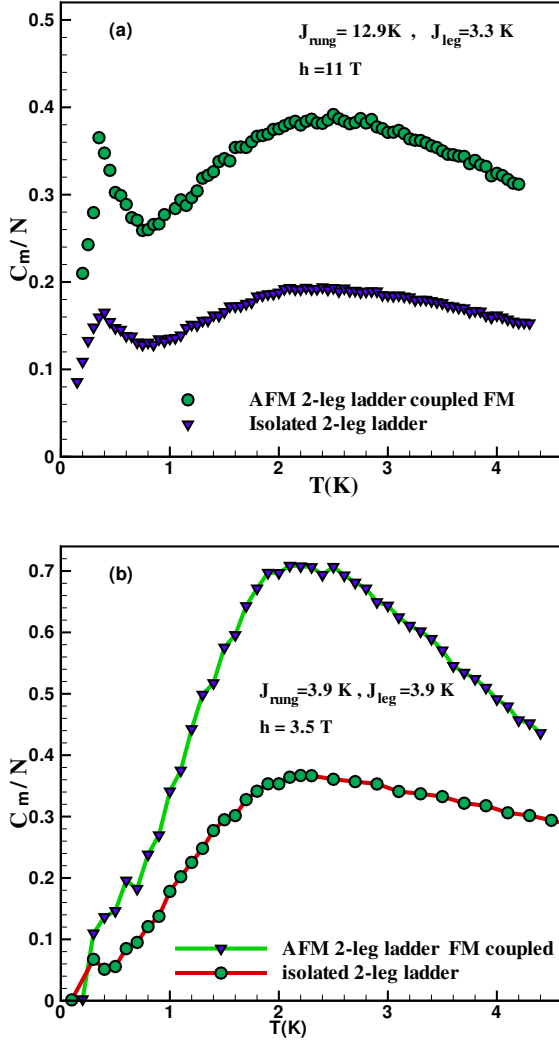 0.5
(a)
J_rung = 12.9K , J_leg = 3.3 K
h =11 T
0.4
0.3
C_m / N
0.2
0.1
AFM 2-leg ladder coupled FM
Isolated 2-leg ladder
0
1
2
3
4
T(K)
0.7
(b)
0.6
J_rung =3.9 K , J_leg =3.9 K
0.5
h = 3.5 T
0.4
C_m / N
0.3
0.2
0.1
AFM 2-leg ladder FM coupled
isolated 2-leg ladder
0
0
1
2
3
4
T(K)